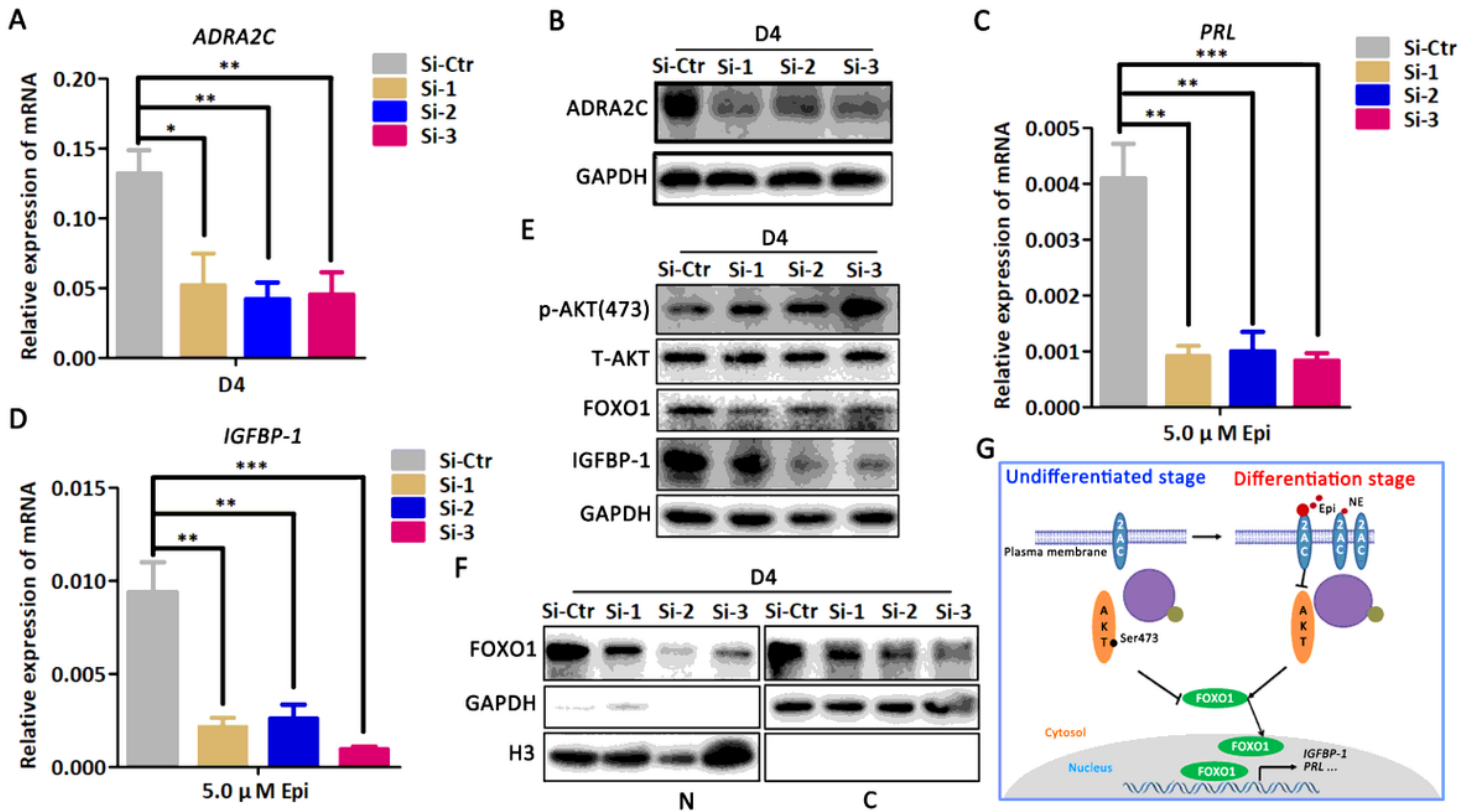 A
ADRA2C
Relative expression of mRNA
0.20
0.15
0.10
0.05
0.00
**
**
*
D4
Si-Ctr
Si-1
Si-2
Si-3
B
D4
Si-Ctr Si-1 Si-2 Si-3
ADRA2C
GAPDH
C
PRL
Relative expression of mRNA
0.005
0.004
0.003
0.002
0.001
0.000
***
**
**
5.0 μ M Epi
Si-Ctr
Si-1
Si-2
Si-3
D
IGFBP-1
Relative expression of mRNA
0.015
0.010
0.005
0.000
***
**
**
5.0 μ M Epi
Si-Ctr
Si-1
Si-2
Si-3
E
D4
Si-Ctr Si-1 Si-2 Si-3
p-AKT(473)
T-AKT
FOXO1
IGFBP-1
GAPDH
F
D4
Si-Ctr Si-1 Si-2 Si-3 Si-Ctr Si-1 Si-2 Si-3
FOXO1
GAPDH
H3
N C
G
Undifferentiated stage Differentiation stage
Epi NE
2AC 2AC 2AC 2AC
Plasma membrane
AKT Ser473 AKT
FOXO1
Cytosol
FOXO1
Nucleus
FOXO1
IGFBP-1
PRL ...